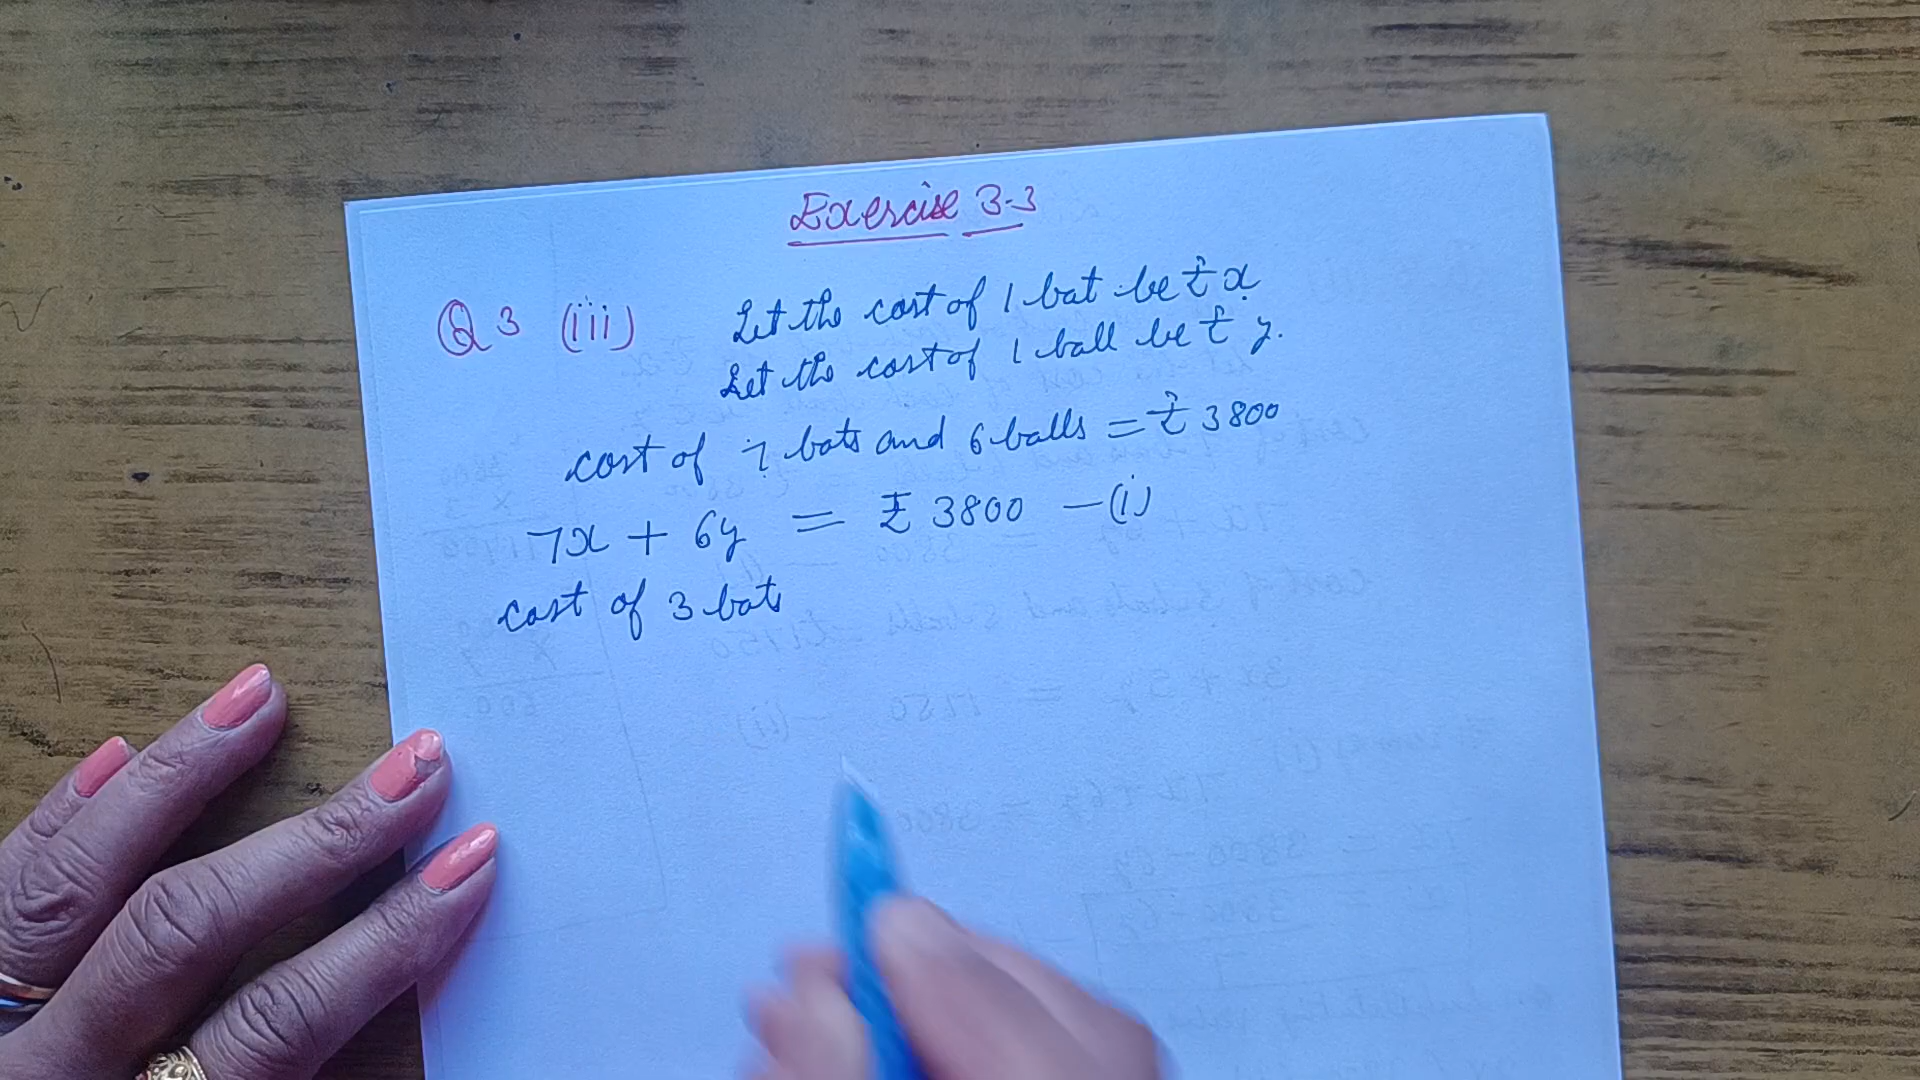 Exercise 3.3
Q 3 (iii) Let the cost of 1 bat be ₹ x
Let the cost of 1 ball be ₹ y.
cost of 7 bats and 6 balls = ₹ 3800
7x + 6y = ₹ 3800 — (i)
cost of 3 bats